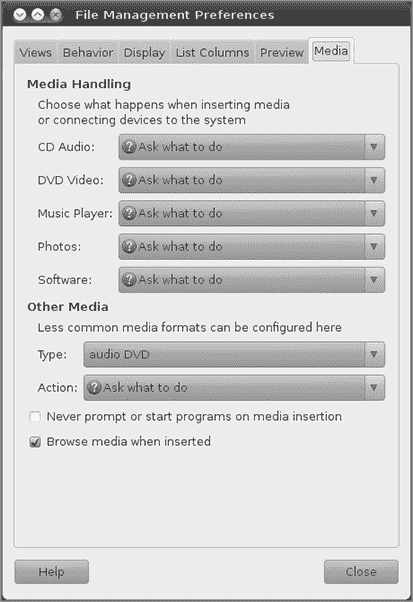 File Management Preferences
Views Behavior Display List Columns Preview Media
Media Handling
Choose what happens when inserting media
or connecting devices to the system
CD Audio: Ask what to do
DVD Video: Ask what to do
Music Player: Ask what to do
Photos: Ask what to do
Software: Ask what to do
Other Media
Less common media formats can be configured here
Type: audio DVD
Action: Ask what to do
Never prompt or start programs on media insertion
Browse media when inserted
Help Close